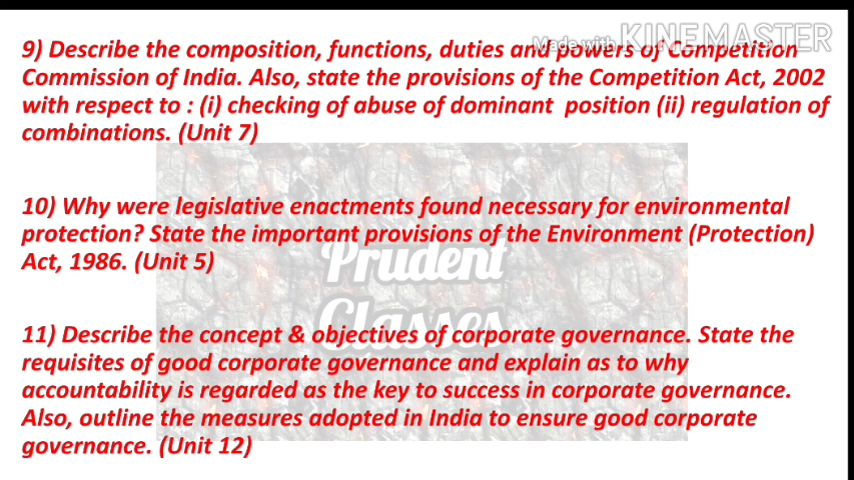 Made with KINEMASTER
9) Describe the composition, functions, duties and powers of Competition
Commission of India. Also, state the provisions of the Competition Act, 2002
with respect to : (i) checking of abuse of dominant position (ii) regulation of
combinations. (Unit 7)
10) Why were legislative enactments found necessary for environmental
protection? State the important provisions of the Environment (Protection)
Act, 1986. (Unit 5)
Prudent
Classes
11) Describe the concept & objectives of corporate governance. State the
requisites of good corporate governance and explain as to why
accountability is regarded as the key to success in corporate governance.
Also, outline the measures adopted in India to ensure good corporate
governance. (Unit 12)